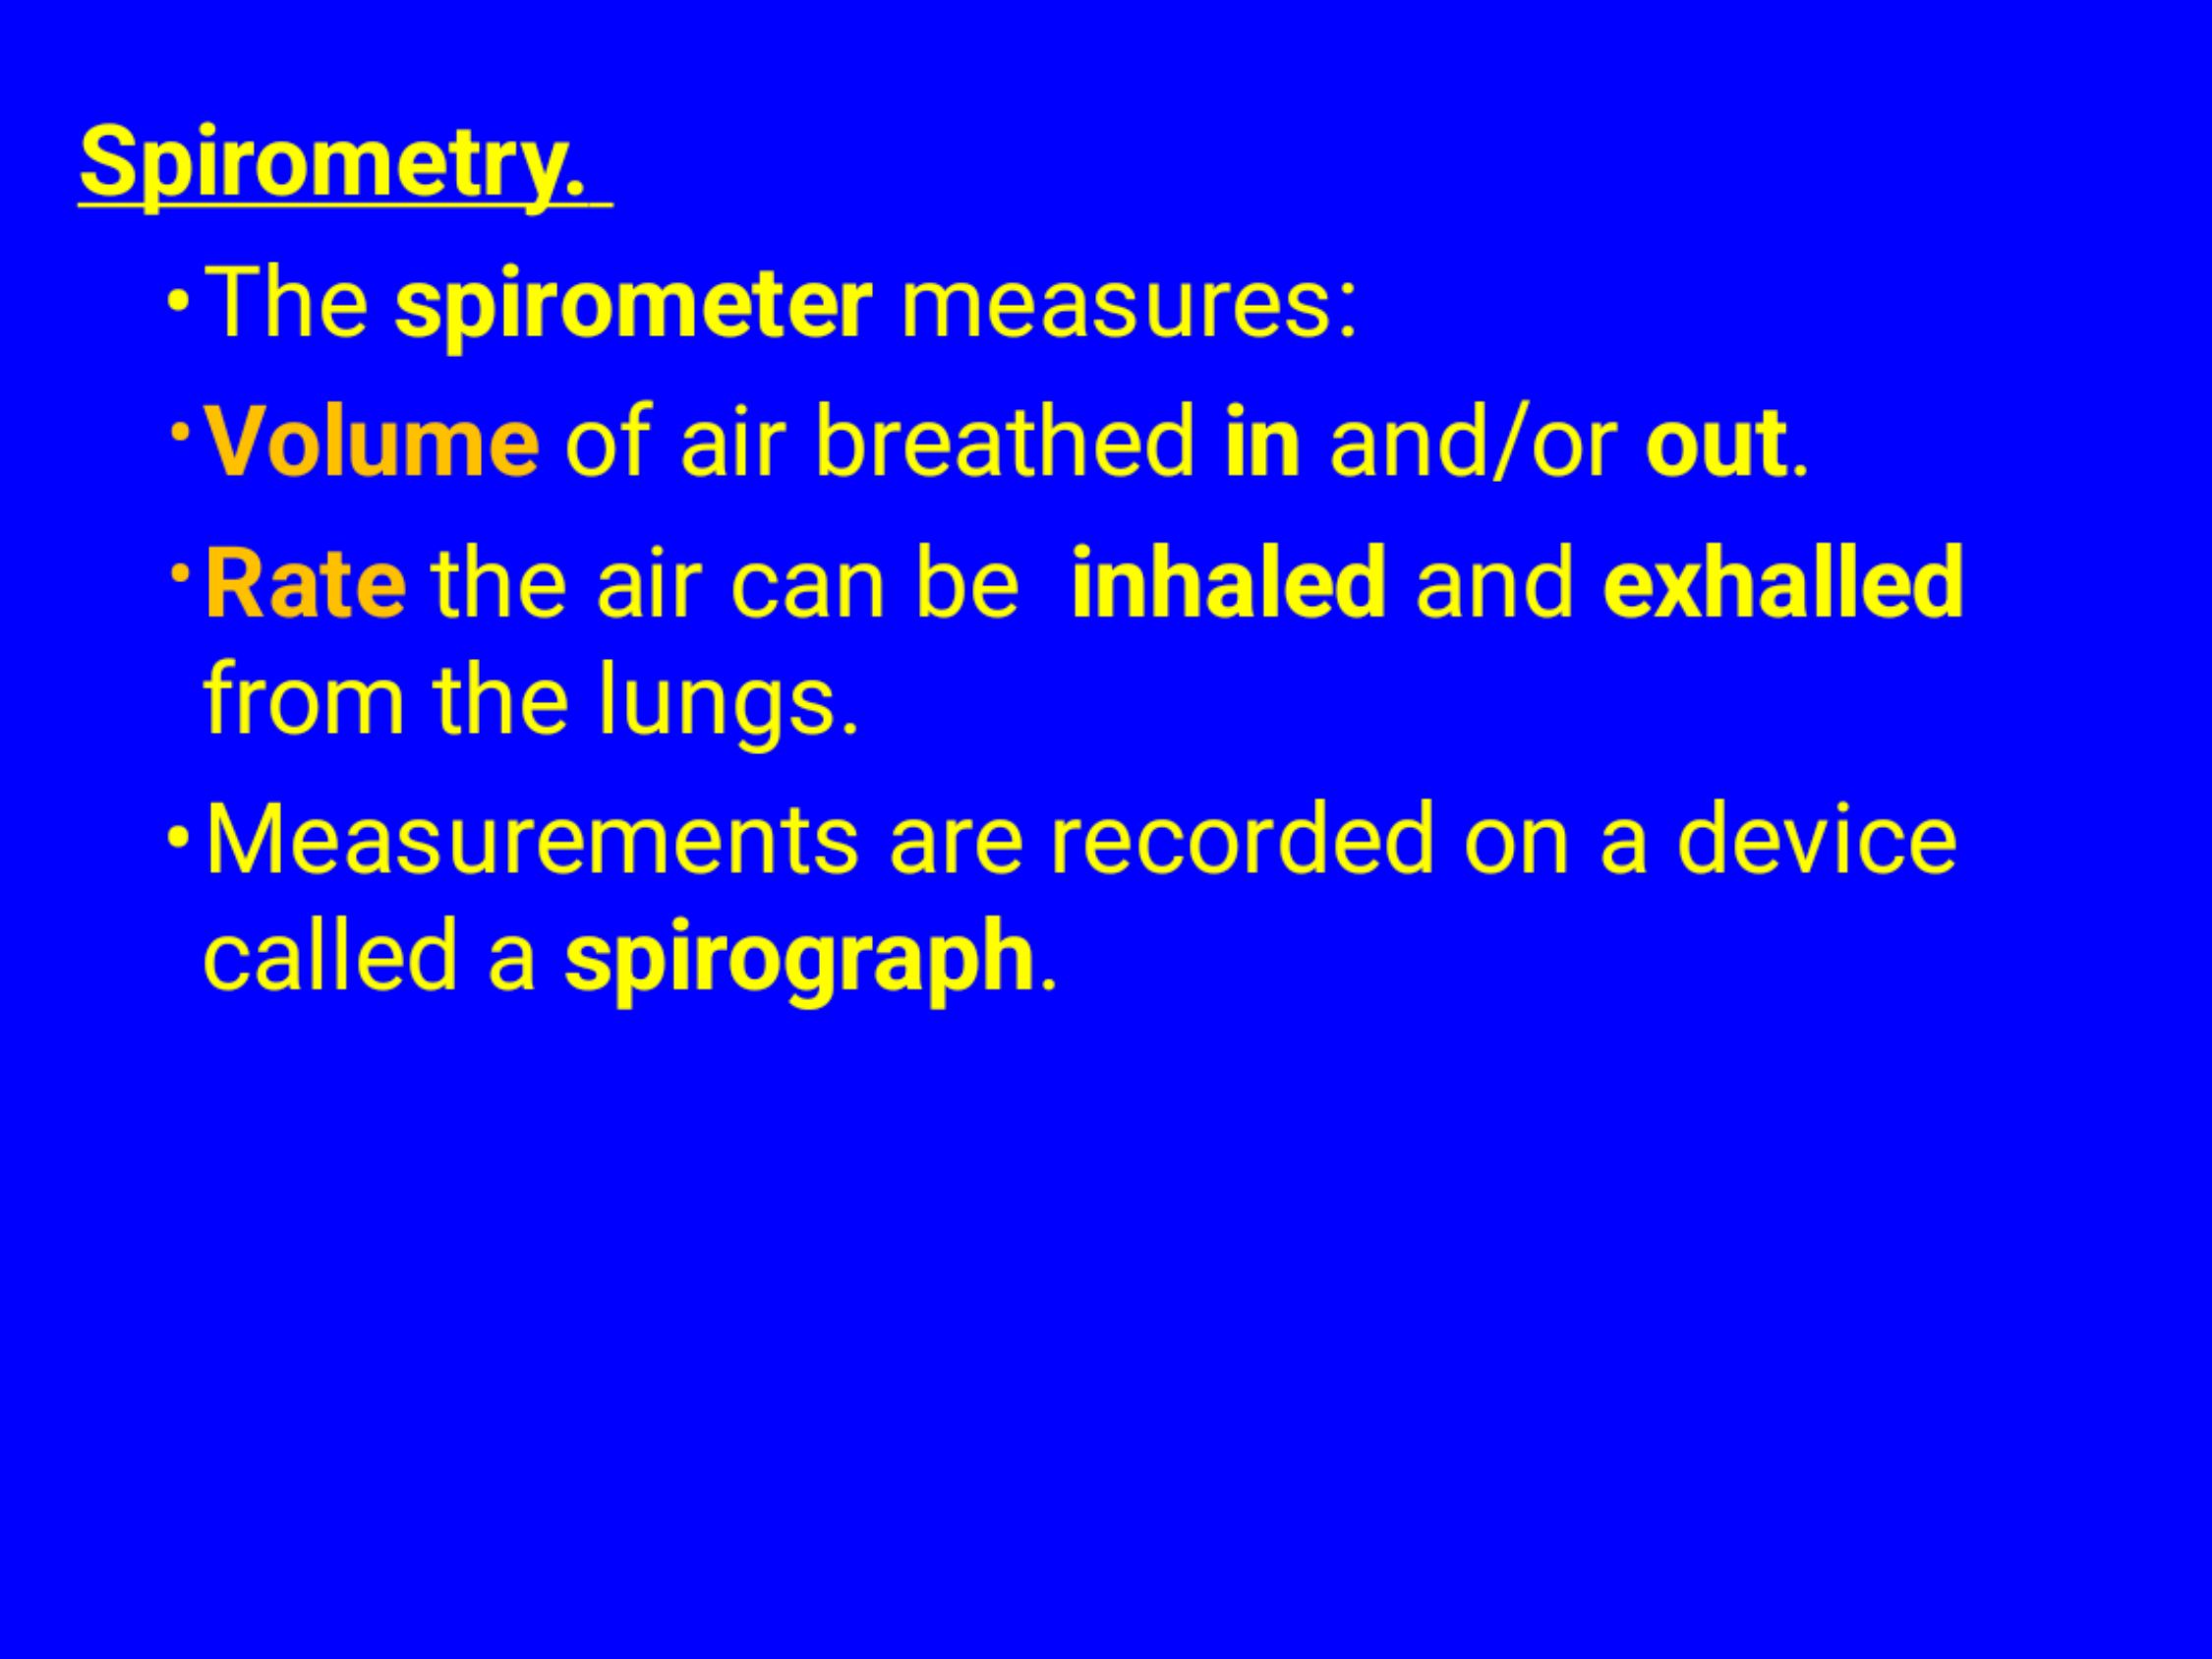 Spirometry.
•The spirometer measures:
•Volume of air breathed in and/or out.
•Rate the air can be  inhaled and exhalled
from the lungs.
•Measurements are recorded on a device
called a spirograph.